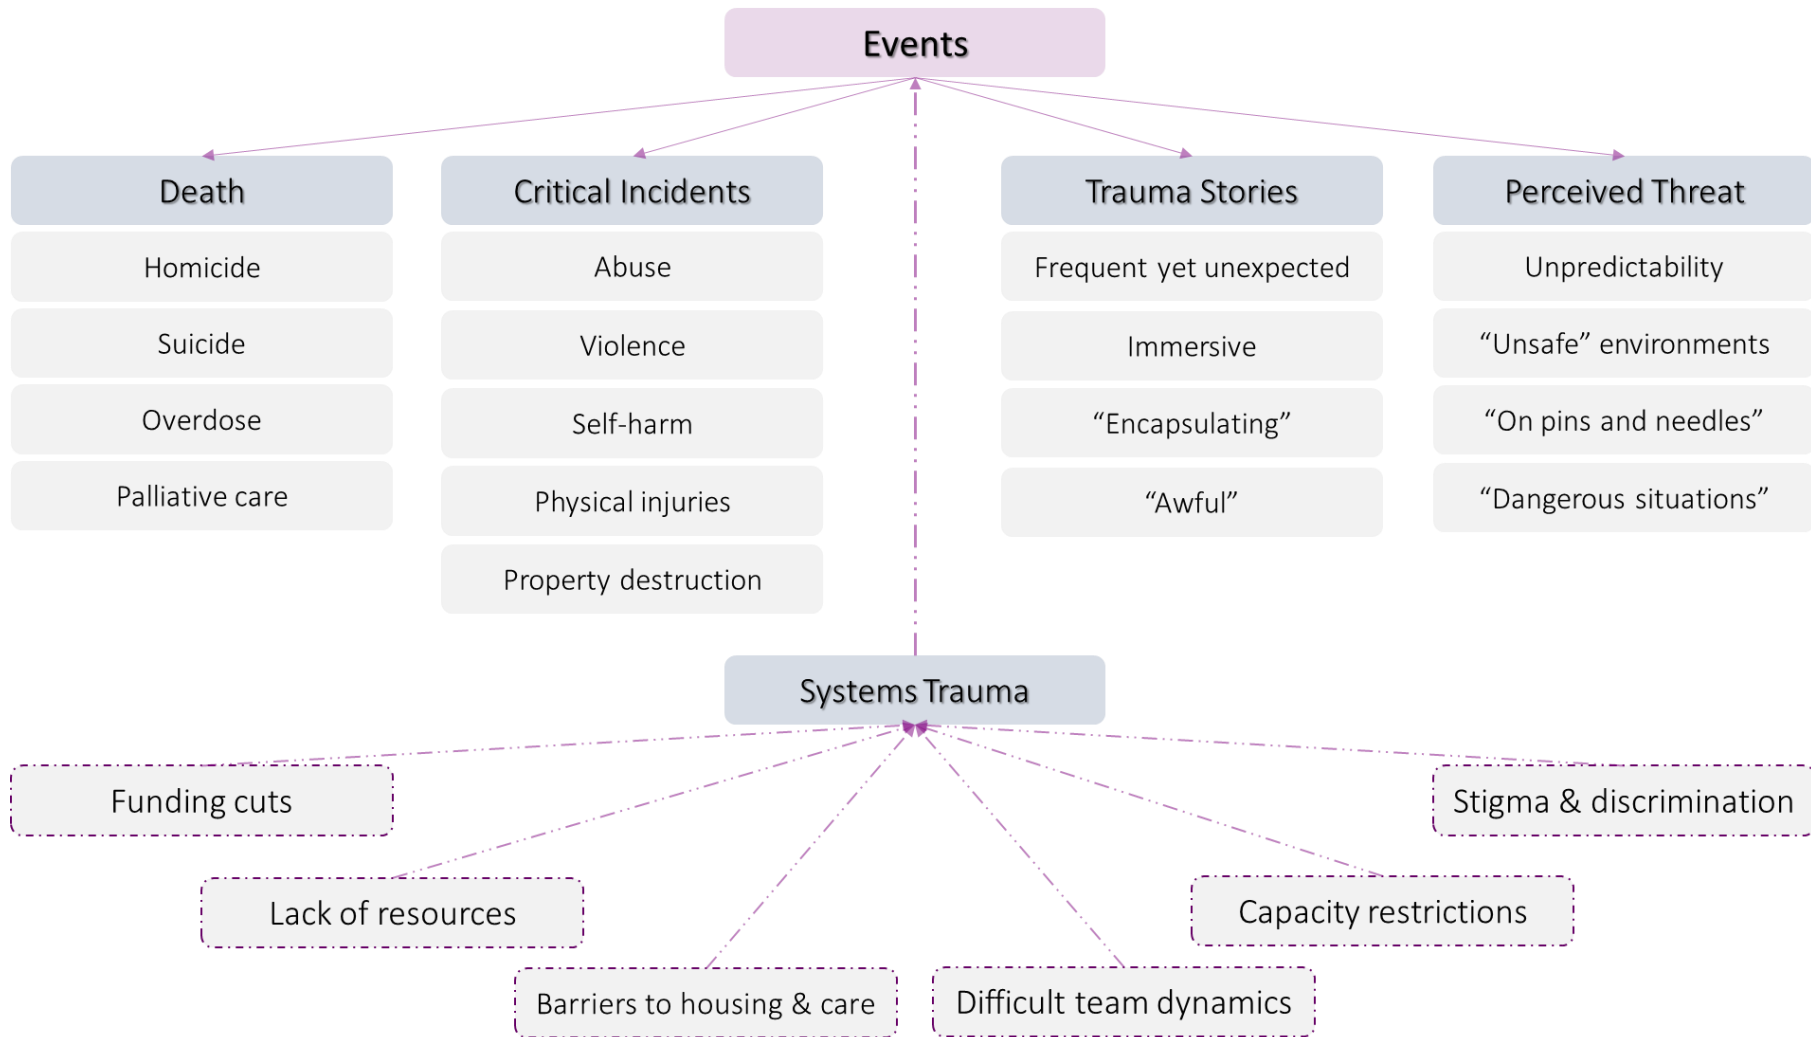 Events
Death
Homicide
Suicide
Overdose
Palliative care
Critical Incidents
Abuse
Violence
Self-harm
Physical injuries
Property destruction
Trauma Stories
Frequent yet unexpected
Immersive
“Encapsulating”
“Awful”
Perceived Threat
Unpredictability
“Unsafe” environments
“On pins and needles”
“Dangerous situations”
Systems Trauma
Funding cuts
Lack of resources
Barriers to housing & care
Difficult team dynamics
Capacity restrictions
Stigma & discrimination